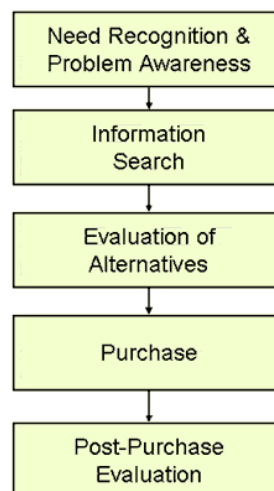 Need Recognition &
Problem Awareness
Information
Search
Evaluation of
Alternatives
Purchase
Post-Purchase
Evaluation